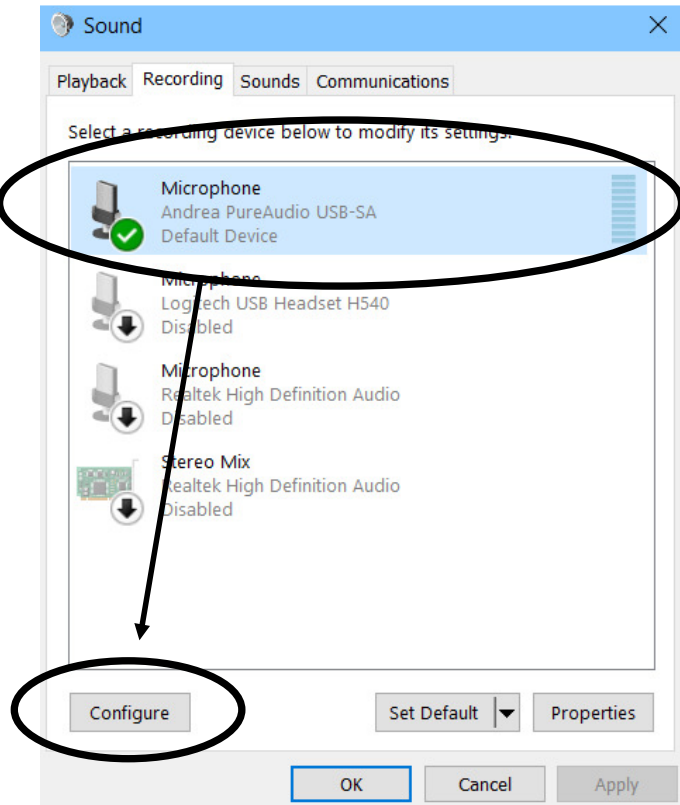 Sound
Playback Recording Sounds Communications
Select a recording device below to modify its settings:
Microphone
Andrea PureAudio USB-SA
Default Device
Microphone
Logitech USB Headset H540
Disabled
Microphone
Realtek High Definition Audio
Disabled
Stereo Mix
Realtek High Definition Audio
Disabled
Configure Set Default Properties
OK Cancel Apply